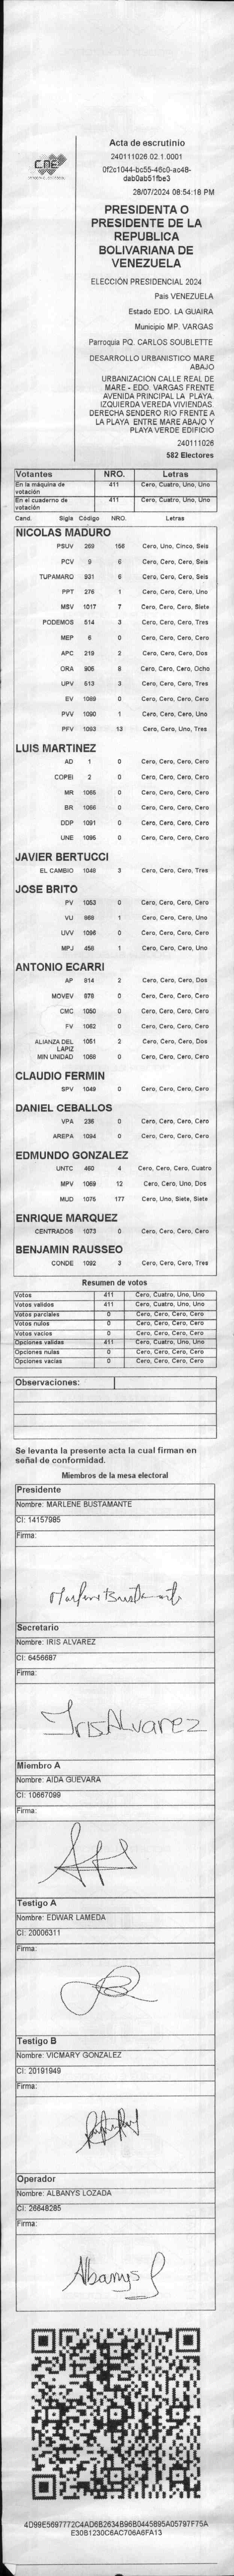 CNE
Acta de escrutinio
240111026.02.1.0001
0f2c1044-bc55-46c0-ac48-
dab0ab51fbe3
28/07/2024 08:54:18 PM
PRESIDENTA O
PRESIDENTE DE LA
REPUBLICA
BOLIVARIANA DE
VENEZUELA
ELECCIÓN PRESIDENCIAL 2024
Pais VENEZUELA
Estado EDO. LA GUAIRA
Municipio MP. VARGAS
Parroquia PQ. CARLOS SOUBLETTE
DESARROLLO URBANISTICO MARE
ABAJO
URBANIZACION CALLE REAL DE
MARE - EDO. VARGAS FRENTE
AVENIDA PRINCIPAL LA PLAYA.
IZQUIERDA VEREDA VIVIENDAS.
DERECHA SENDERO RIO FRENTE A
LA PLAYA ENTRE MARE ABAJO Y
PLAYA VERDE EDIFICIO
240111026
582 Electores
Votantes NRO. Letras
En la máquina de votación 411 Cero, Cuatro, Uno, Uno
En el cuaderno de votación 411 Cero, Cuatro, Uno, Uno
Cand. Sigla Código NRO. Letras
NICOLAS MADURO
PSUV 269 156 Cero, Uno, Cinco, Seis
PCV 9 6 Cero, Cero, Cero, Seis
TUPAMARO 931 6 Cero, Cero, Cero, Seis
PPT 276 1 Cero, Cero, Cero, Uno
MSV 1017 7 Cero, Cero, Cero, Siete
PODEMOS 514 3 Cero, Cero, Cero, Tres
MEP 6 0 Cero, Cero, Cero, Cero
APC 219 2 Cero, Cero, Cero, Dos
ORA 906 8 Cero, Cero, Cero, Ocho
UPV 513 3 Cero, Cero, Cero, Tres
EV 1089 0 Cero, Cero, Cero, Cero
PVV 1090 1 Cero, Cero, Cero, Uno
PFV 1093 13 Cero, Cero, Uno, Tres
LUIS MARTINEZ
AD 1 0 Cero, Cero, Cero, Cero
COPEI 2 0 Cero, Cero, Cero, Cero
MR 1065 0 Cero, Cero, Cero, Cero
BR 1066 0 Cero, Cero, Cero, Cero
DDP 1091 0 Cero, Cero, Cero, Cero
UNE 1095 0 Cero, Cero, Cero, Cero
JAVIER BERTUCCI
EL CAMBIO 1048 3 Cero, Cero, Cero, Tres
JOSE BRITO
PV 1053 0 Cero, Cero, Cero, Cero
VU 968 1 Cero, Cero, Cero, Uno
UVV 1096 0 Cero, Cero, Cero, Cero
MPJ 458 1 Cero, Cero, Cero, Uno
ANTONIO ECARRI
AP 814 2 Cero, Cero, Cero, Dos
MOVEV 878 0 Cero, Cero, Cero, Cero
CMC 1050 0 Cero, Cero, Cero, Cero
FV 1062 0 Cero, Cero, Cero, Cero
ALIANZA DEL LAPIZ 1051 2 Cero, Cero, Cero, Dos
MIN UNIDAD 1068 0 Cero, Cero, Cero, Cero
CLAUDIO FERMIN
SPV 1049 0 Cero, Cero, Cero, Cero
DANIEL CEBALLOS
VPA 236 0 Cero, Cero, Cero, Cero
AREPA 1094 0 Cero, Cero, Cero, Cero
EDMUNDO GONZALEZ
UNTC 460 4 Cero, Cero, Cero, Cuatro
MPV 1069 12 Cero, Cero, Uno, Dos
MUD 1076 177 Cero, Uno, Siete, Siete
ENRIQUE MARQUEZ
CENTRADOS 1073 0 Cero, Cero, Cero, Cero
BENJAMIN RAUSSEO
CONDE 1092 3 Cero, Cero, Cero, Tres
Resumen de votos
Votos 411 Cero, Cuatro, Uno, Uno
Votos validos 411 Cero, Cuatro, Uno, Uno
Votos parciales 0 Cero, Cero, Cero, Cero
Votos nulos 0 Cero, Cero, Cero, Cero
Votos vacios 0 Cero, Cero, Cero, Cero
Opciones validas 411 Cero, Cuatro, Uno, Uno
Opciones nulas 0 Cero, Cero, Cero, Cero
Opciones vacias 0 Cero, Cero, Cero, Cero
Observaciones:
Se levanta la presente acta la cual firman en
señal de conformidad.
Miembros de la mesa electoral
Presidente
Nombre: MARLENE BUSTAMANTE
CI: 14157985
Firma:
Marlene Bustamante
Secretario
Nombre: IRIS ALVAREZ
CI: 6456687
Firma:
Iris Alvarez
Miembro A
Nombre: AIDA GUEVARA
CI: 10667099
Firma:
Testigo A
Nombre: EDWAR LAMEDA
CI: 20006311
Firma:
Testigo B
Nombre: VICMARY GONZALEZ
CI: 20191949
Firma:
Operador
Nombre: ALBANYS LOZADA
CI: 26648285
Firma:
Albanys
4D99E5697772C4AD6B2634B96B0445895A05797F75A
E30B1230C6AC706A6FA13